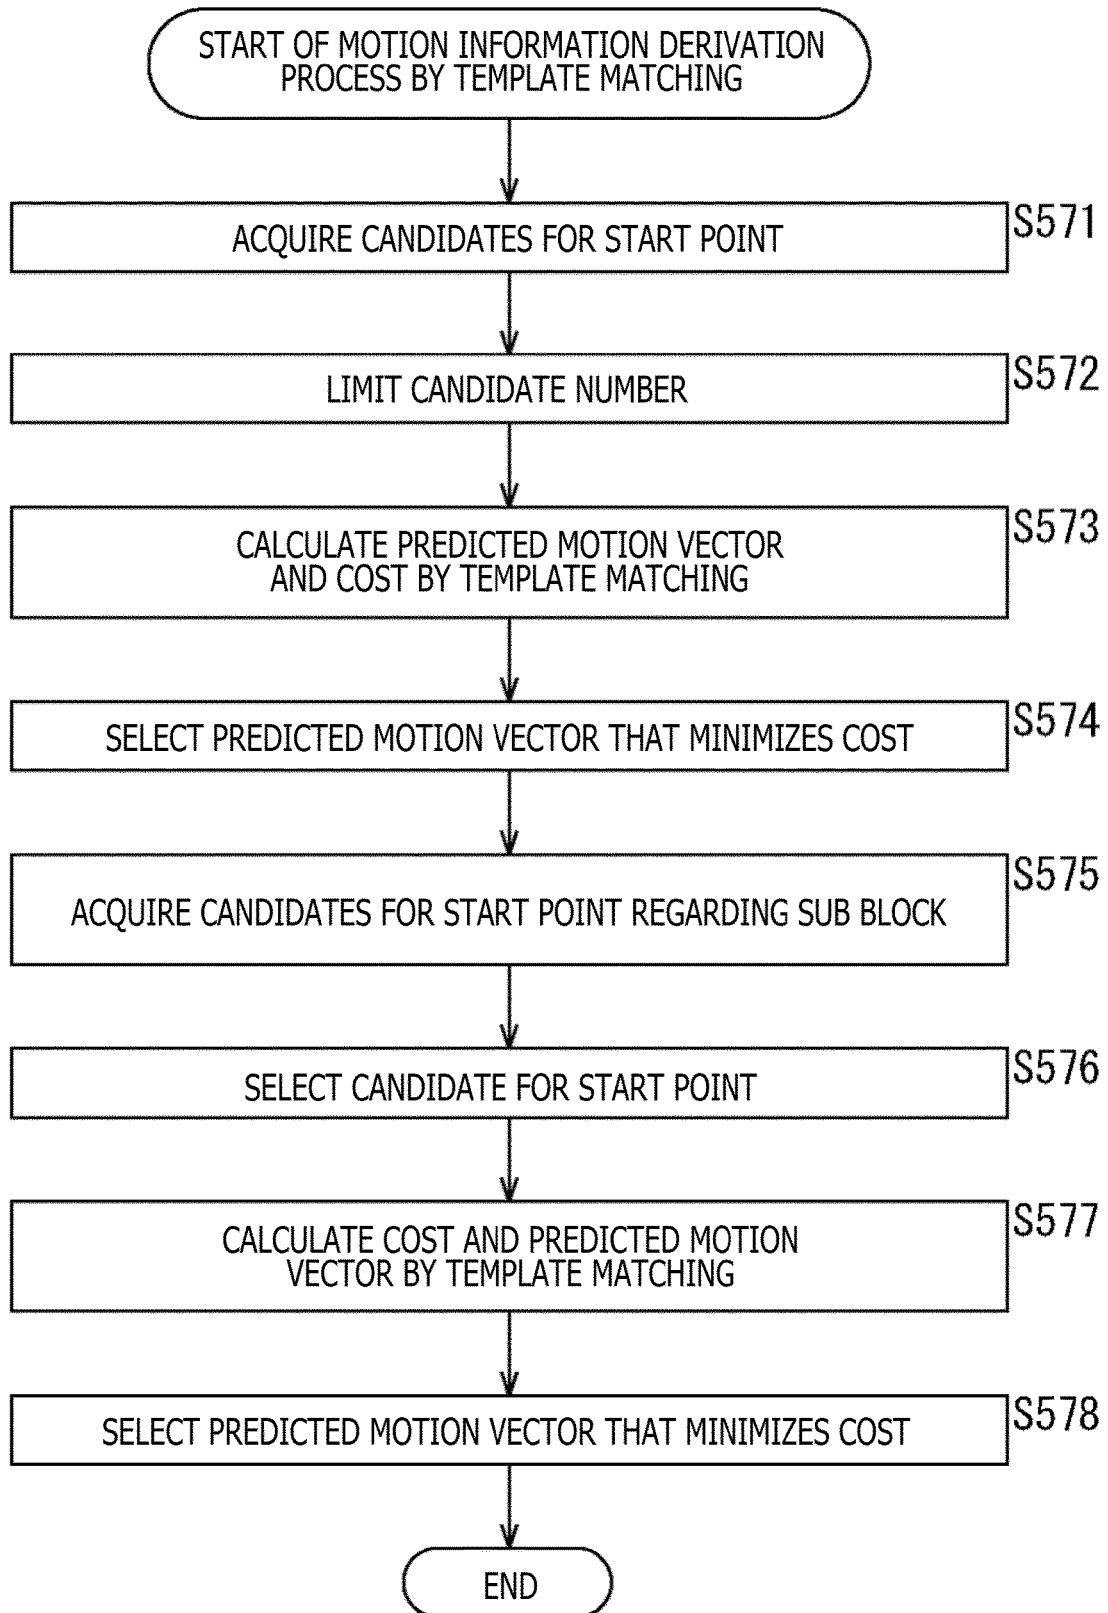 START OF MOTION INFORMATION DERIVATION
PROCESS BY TEMPLATE MATCHING
S571
ACQUIRE CANDIDATES FOR START POINT
S572
LIMIT CANDIDATE NUMBER
S573
CALCULATE PREDICTED MOTION VECTOR
AND COST BY TEMPLATE MATCHING
S574
SELECT PREDICTED MOTION VECTOR THAT MINIMIZES COST
S575
ACQUIRE CANDIDATES FOR START POINT REGARDING SUB BLOCK
S576
SELECT CANDIDATE FOR START POINT
S577
CALCULATE COST AND PREDICTED MOTION
VECTOR BY TEMPLATE MATCHING
S578
SELECT PREDICTED MOTION VECTOR THAT MINIMIZES COST
END